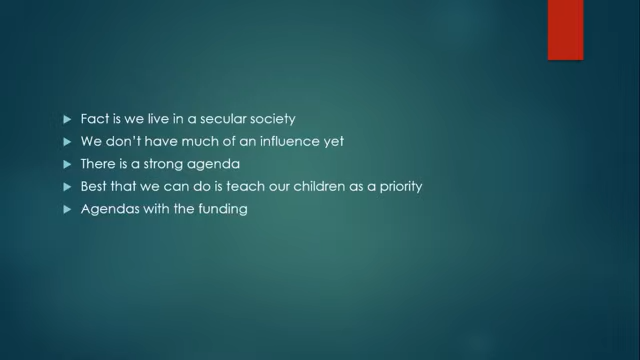 Fact is we live in a secular society
We don't have much of an influence yet
There is a strong agenda
Best that we can do is teach our children as a priority
Agendas with the funding